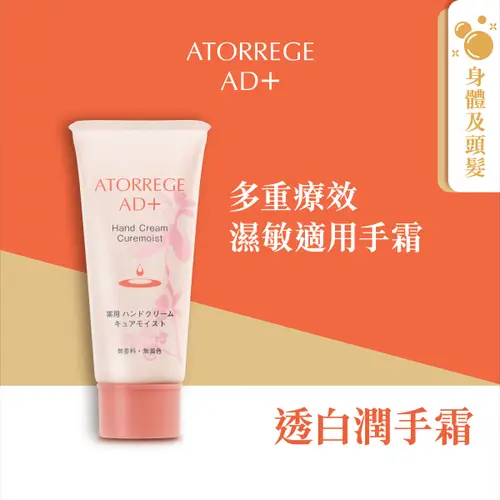 ATORREGE
AD+
身體及頭髮
ATORREGE
AD+
Hand Cream
Curemoist
薬用 ハンドクリーム
キュアモイスト
無香料・無着色
多重療效
濕敏適用手霜
透白潤手霜